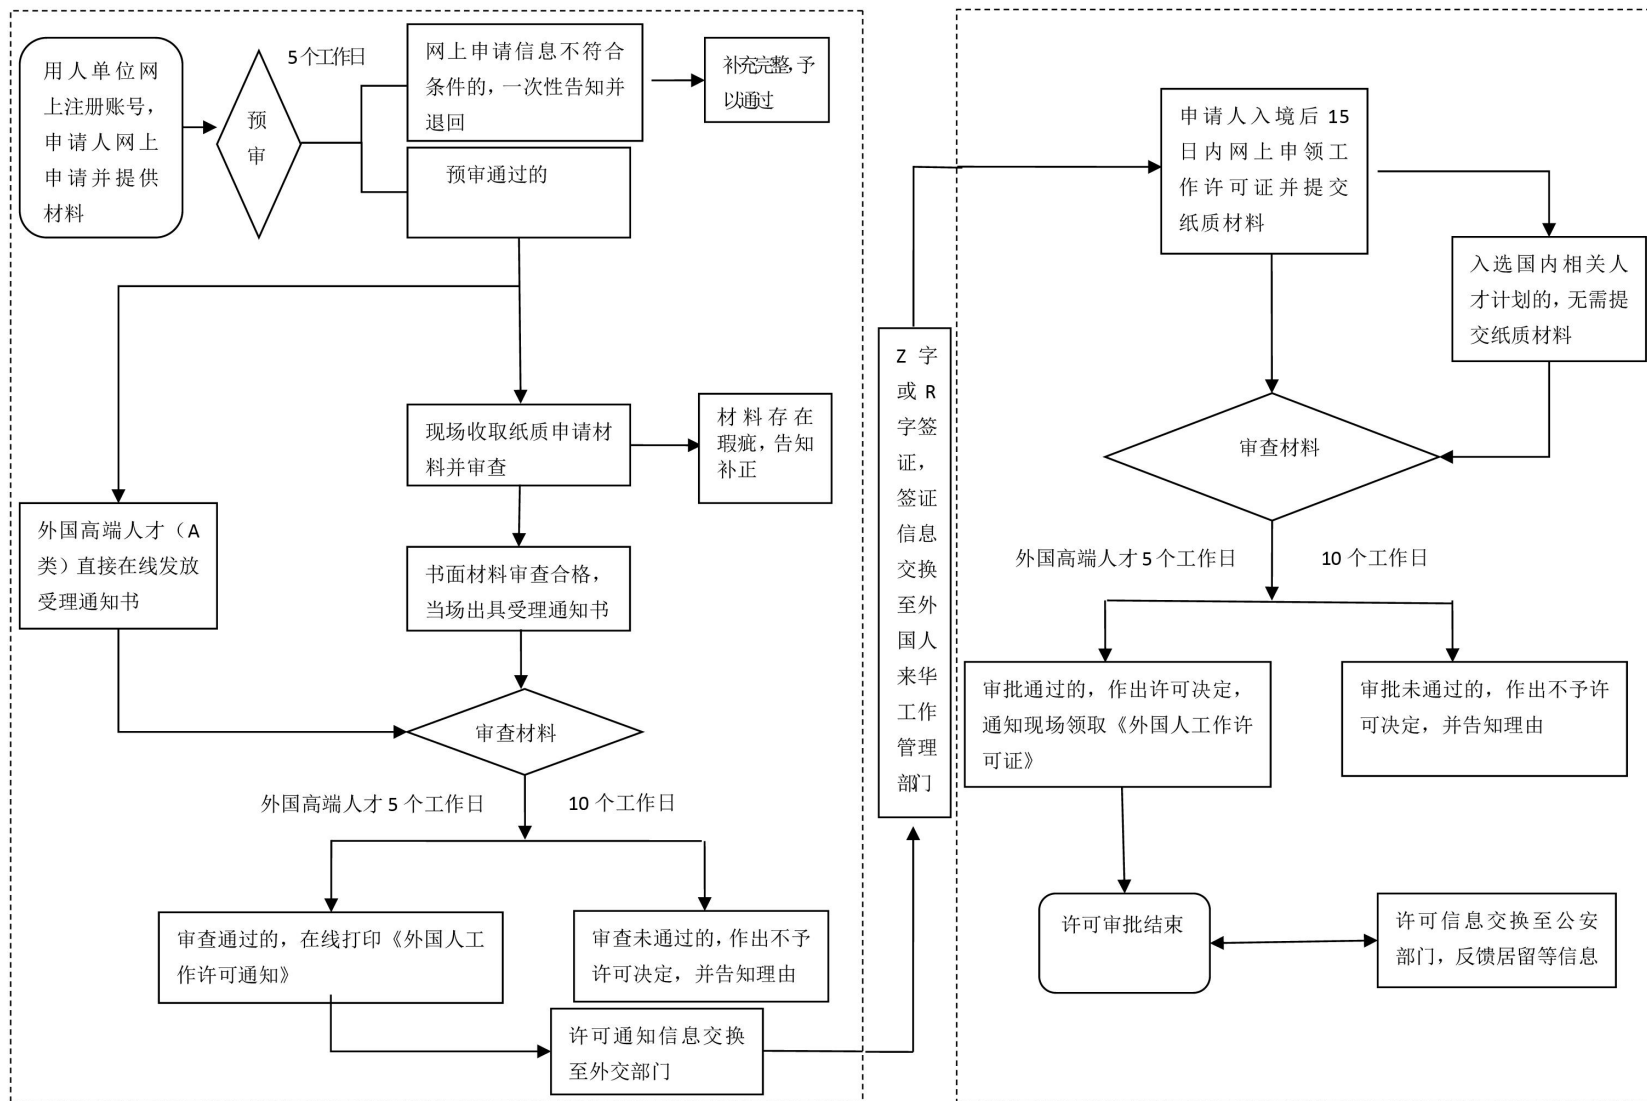 用人单位网
上注册账号，
申请人网上
申请并提供
材料
预
审
5个工作日
网上申请信息不符合
条件的，一次性告知并
退回
补充完整，予
以通过
预审通过的
现场收取纸质申请材
料并审查
材料存在
瑕疵，告知
补正
外国高端人才（A
类）直接在线发放
受理通知书
书面材料审查合格，
当场出具受理通知书
审查材料
外国高端人才5个工作日
10个工作日
审查通过的，在线打印《外国人工
作许可通知》
审查未通过的，作出不予
许可决定，并告知理由
许可通知信息交换
至外交部门
Z字
或R
字签
证，
签证
信息
交换
至外
国人
来华
工作
管理
部门
申请人入境后15
日内网上申领工
作许可证并提交
纸质材料
入选国内相关人
才计划的，无需提
交纸质材料
审查材料
外国高端人才5个工作日
10个工作日
审批通过的，作出许可决定，
通知现场领取《外国人工作许
可证》
审批未通过的，作出不予许
可决定，并告知理由
许可审批结束
许可信息交换至公安
部门，反馈居留等信息